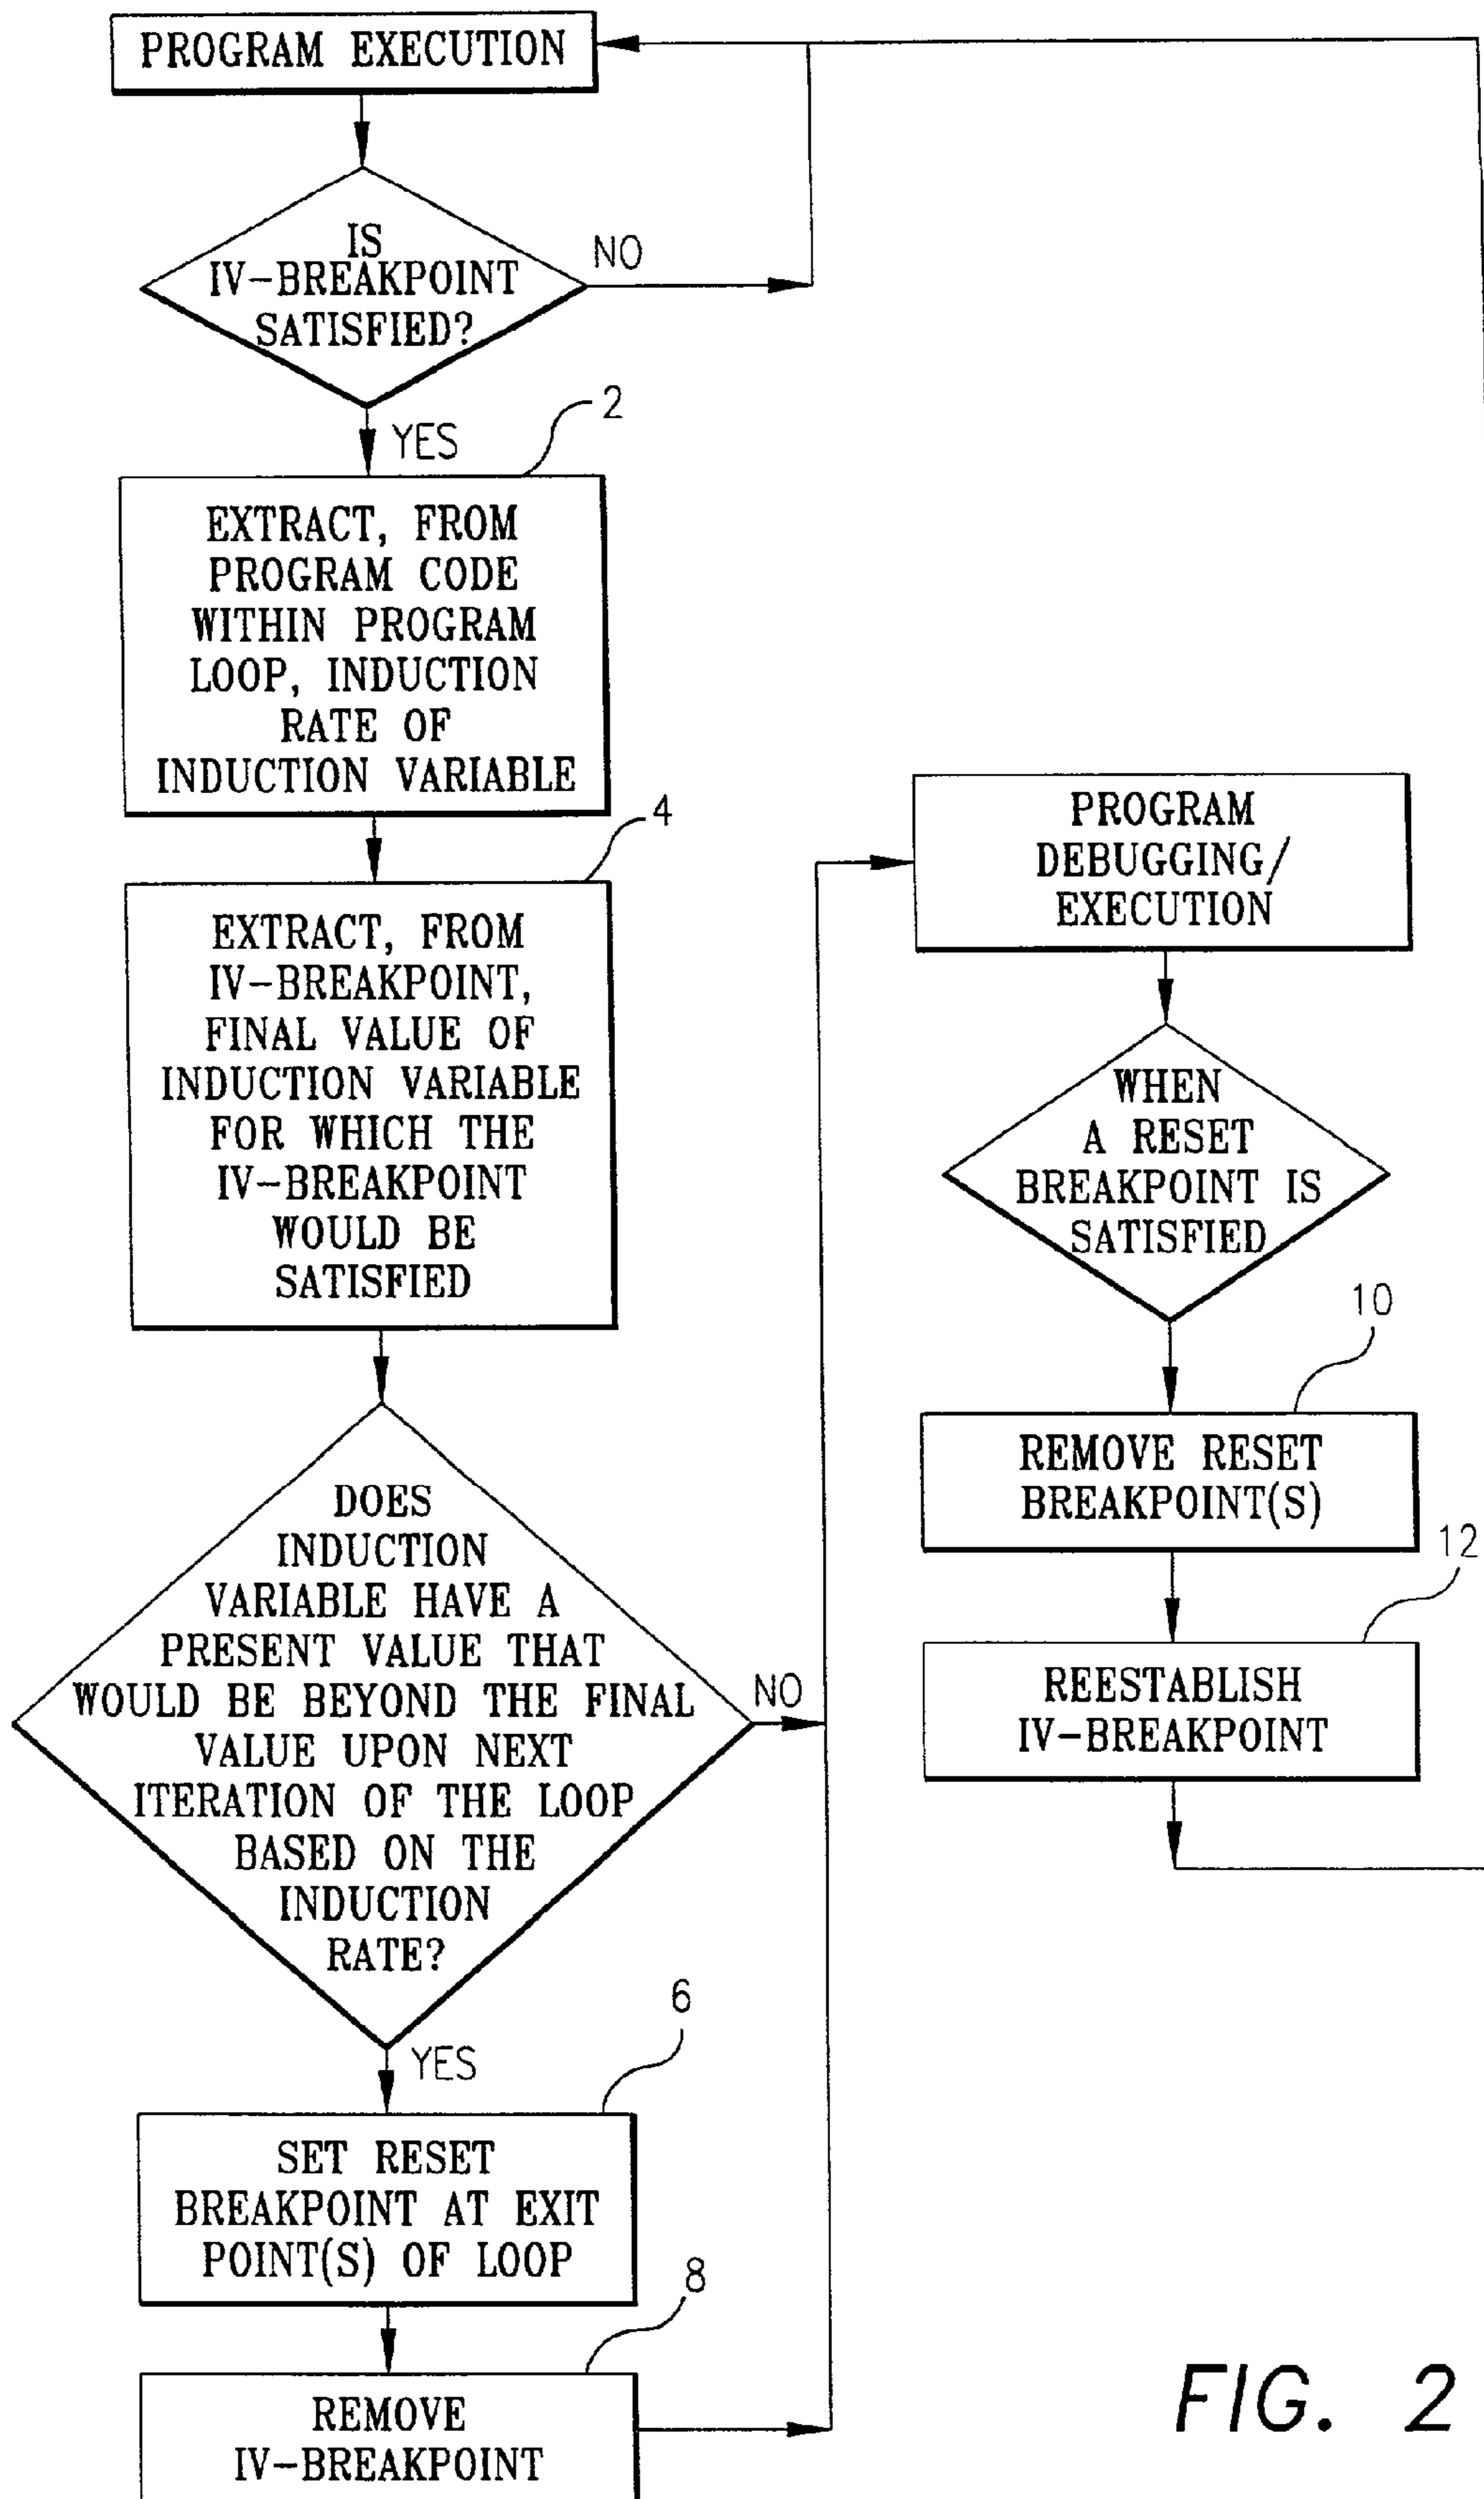 PROGRAM EXECUTION
IS
IV-BREAKPOINT
SATISFIED?
NO
YES
2
EXTRACT, FROM
PROGRAM CODE
WITHIN PROGRAM
LOOP, INDUCTION
RATE OF
INDUCTION VARIABLE
4
EXTRACT, FROM
IV-BREAKPOINT,
FINAL VALUE OF
INDUCTION VARIABLE
FOR WHICH THE
IV-BREAKPOINT
WOULD BE
SATISFIED
DOES
INDUCTION
VARIABLE HAVE A
PRESENT VALUE THAT
WOULD BE BEYOND THE FINAL
VALUE UPON NEXT
ITERATION OF THE LOOP
BASED ON THE
INDUCTION
RATE?
NO
YES
6
SET RESET
BREAKPOINT AT EXIT
POINT(S) OF LOOP
8
REMOVE
IV-BREAKPOINT
PROGRAM
DEBUGGING/
EXECUTION
WHEN
A RESET
BREAKPOINT IS
SATISFIED
10
REMOVE RESET
BREAKPOINT(S)
12
REESTABLISH
IV-BREAKPOINT
FIG. 2